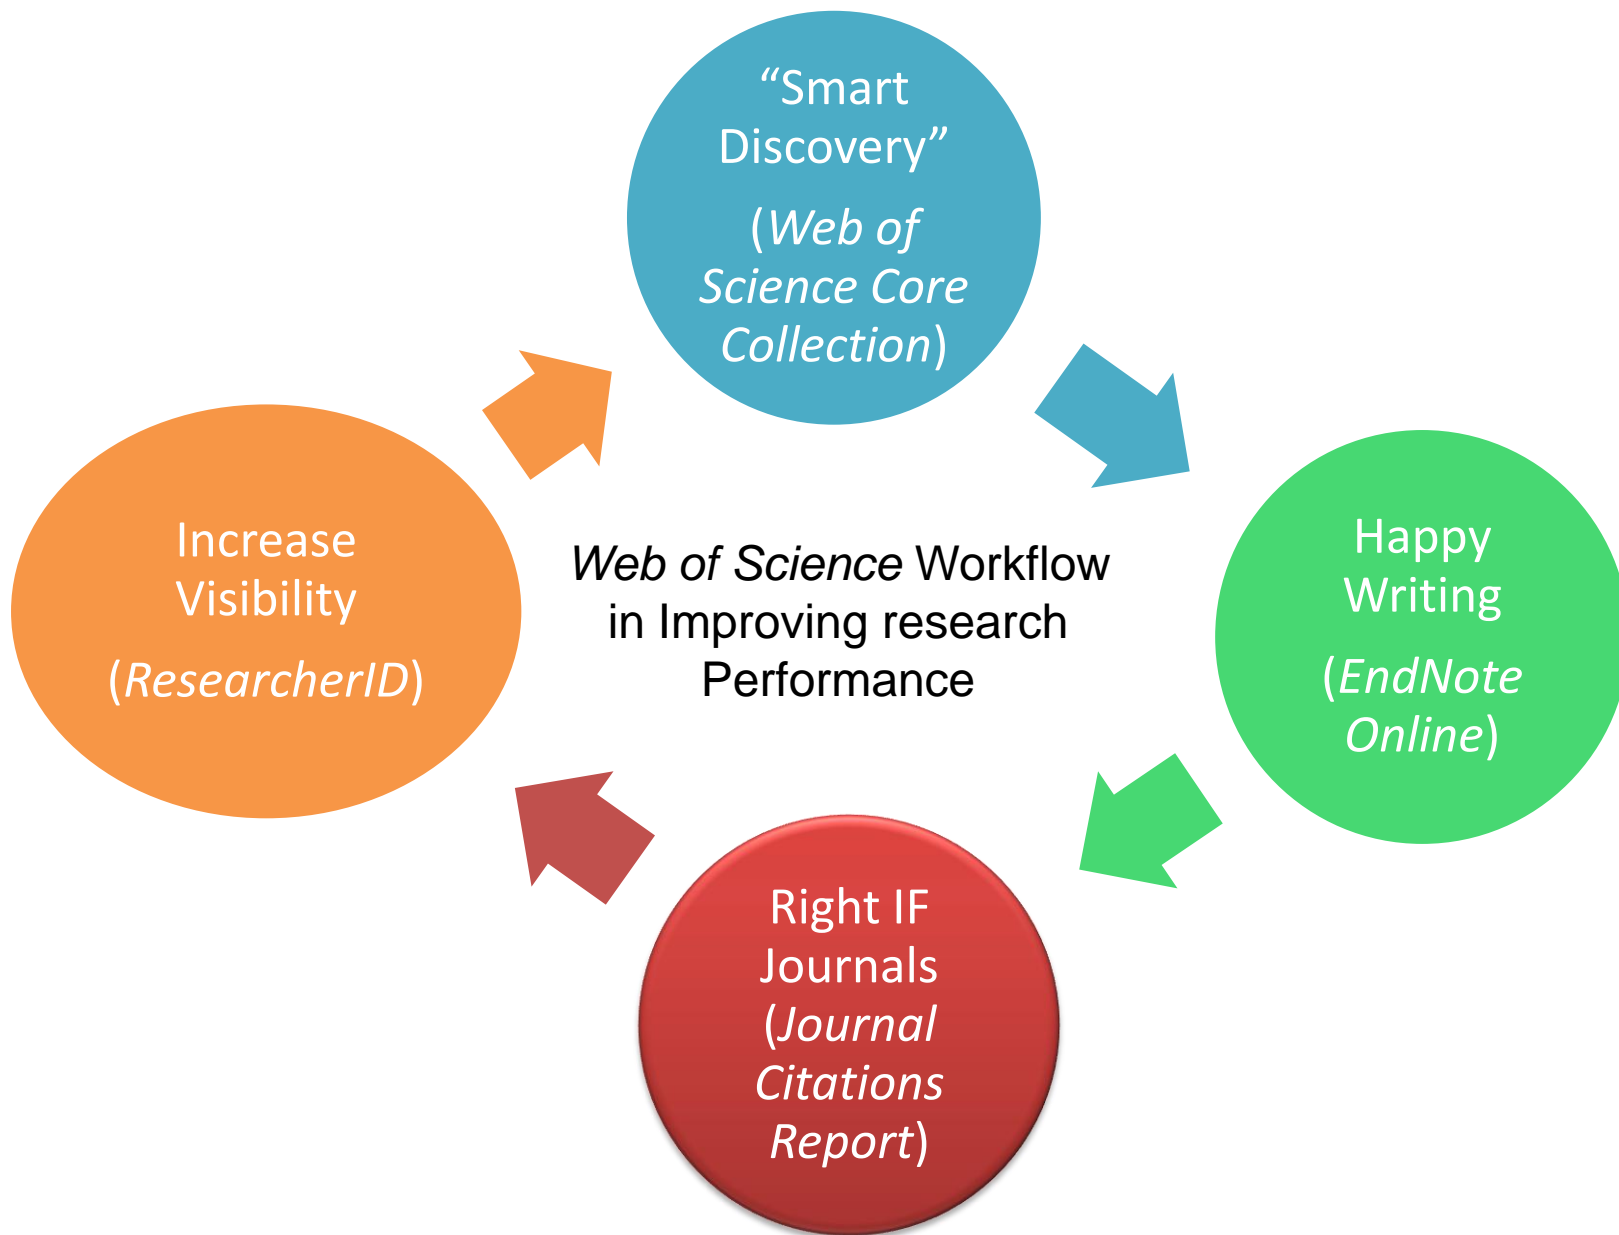 “Smart
Discovery”
(Web of
Science Core
Collection)
Happy
Writing
(EndNote
Online)
Right IF
Journals
(Journal
Citations
Report)
Increase
Visibility
(ResearcherID)
Web of Science Workflow
in Improving research
Performance